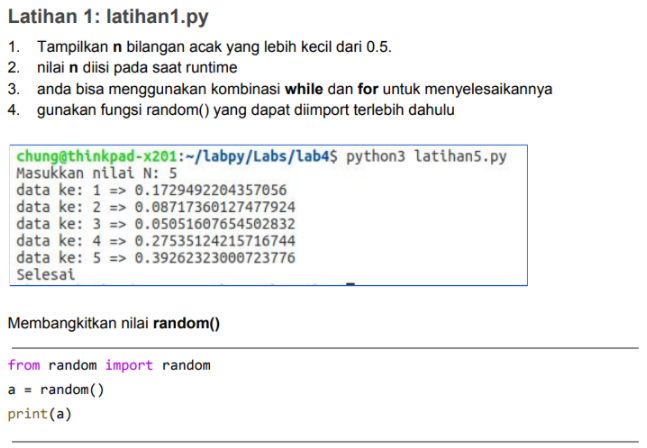 Latihan 1: latihan1.py
1. Tampilkan n bilangan acak yang lebih kecil dari 0.5.
2. nilai n diisi pada saat runtime
3. anda bisa menggunakan kombinasi while dan for untuk menyelesaikannya
4. gunakan fungsi random() yang dapat diimport terlebih dahulu
chung@thinkpad-x201:~/labpy/Labs/lab4$ python3 latihan5.py
Masukkan nilai N: 5
data ke: 1 => 0.1729492204357056
data ke: 2 => 0.08717360127477924
data ke: 3 => 0.05051607654502832
data ke: 4 => 0.27535124215716744
data ke: 5 => 0.39262323000723776
Selesai
Membangkitkan nilai random()
from random import random
a = random()
print(a)